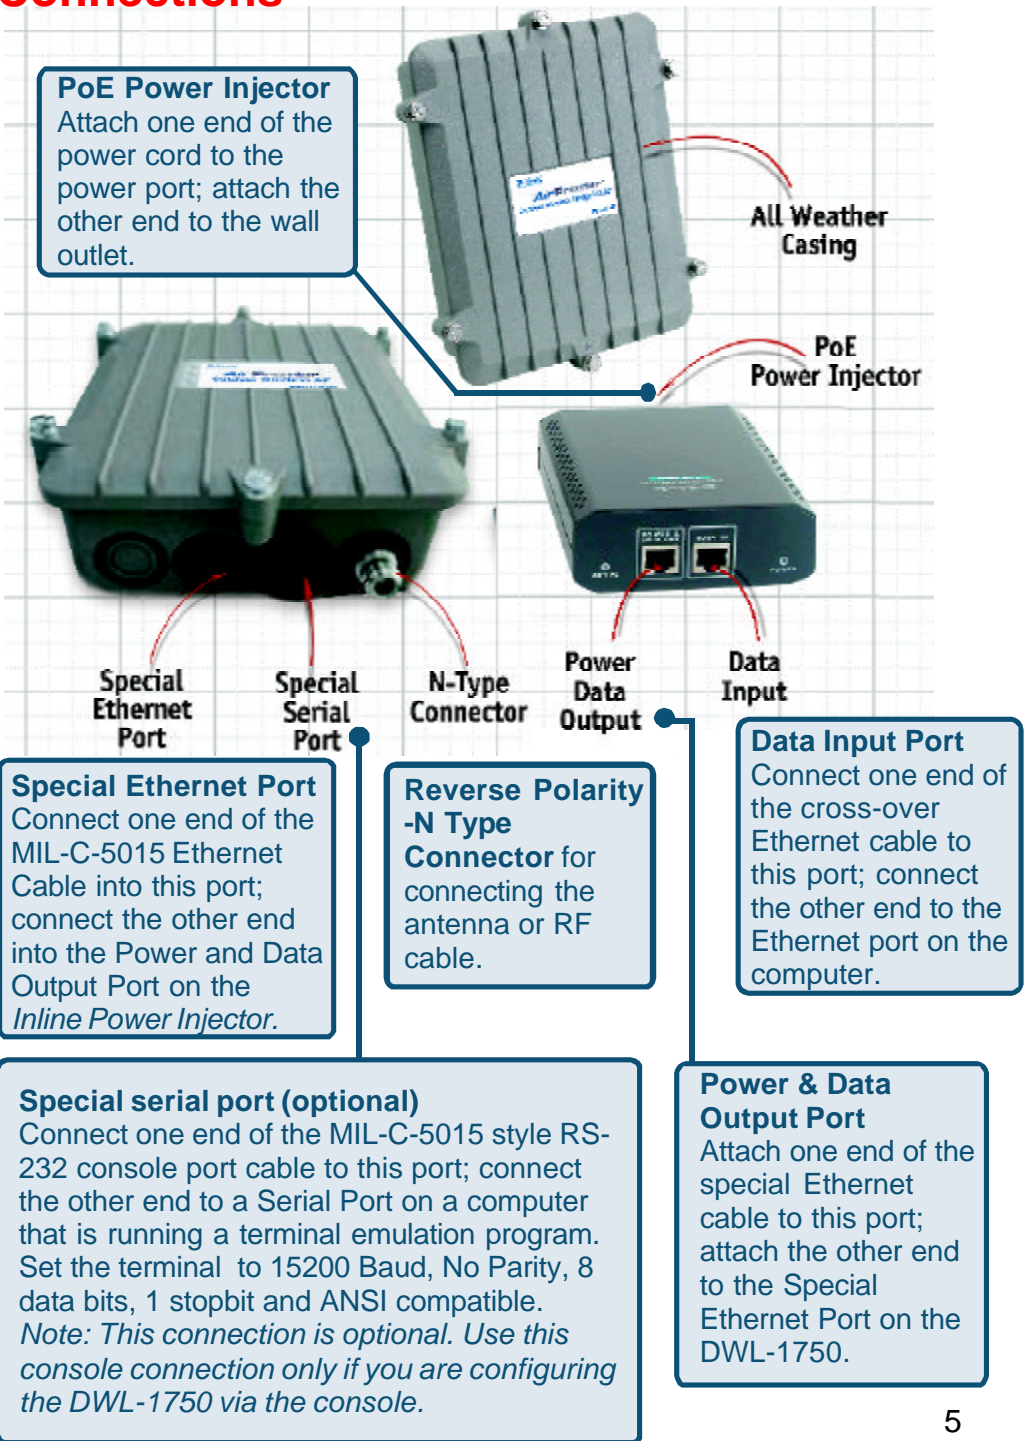 Connections
PoE Power Injector
Attach one end of the
power cord to the
power port; attach the
other end to the wall
outlet.
All Weather
Casing
PoE
Power Injector
Special
Ethernet
Port
Special
Serial
Port
N-Type
Connector
Power
Data
Output
Data
Input
Special Ethernet Port
Connect one end of the
MIL-C-5015 Ethernet
Cable into this port;
connect the other end
into the Power and Data
Output Port on the
Inline Power Injector.
Reverse Polarity
-N Type
Connector for
connecting the
antenna or RF
cable.
Data Input Port
Connect one end of
the cross-over
Ethernet cable to
this port; connect
the other end to the
Ethernet port on the
computer.
Special serial port (optional)
Connect one end of the MIL-C-5015 style RS-
232 console port cable to this port; connect
the other end to a Serial Port on a computer
that is running a terminal emulation program.
Set the terminal to 15200 Baud, No Parity, 8
data bits, 1 stopbit and ANSI compatible.
Note: This connection is optional. Use this
console connection only if you are configuring
the DWL-1750 via the console.
Power & Data
Output Port
Attach one end of the
special Ethernet
cable to this port;
attach the other end
to the Special
Ethernet Port on the
DWL-1750.
5